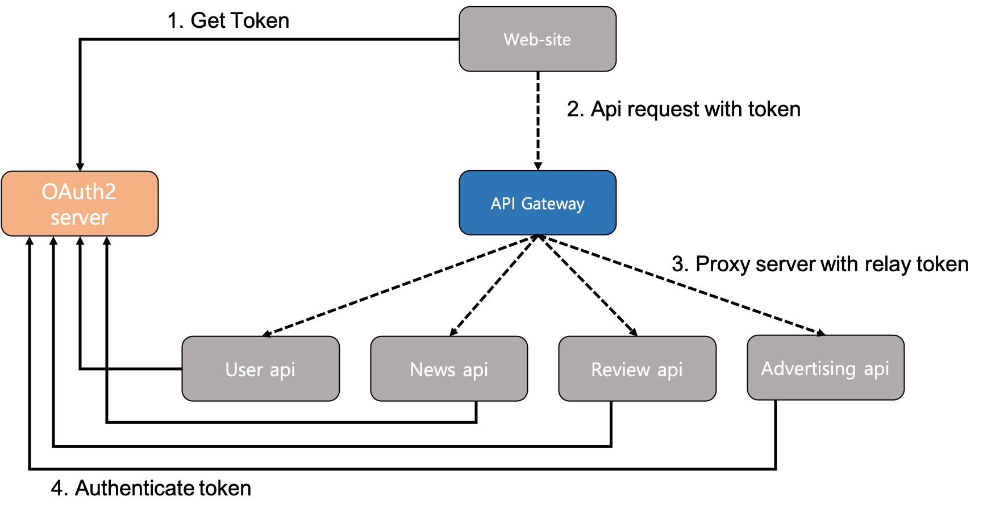 1. Get Token
Web-site
2. Api request with token
OAuth2
server
API Gateway
3. Proxy server with relay token
User api
News api
Review api
Advertising api
4. Authenticate token